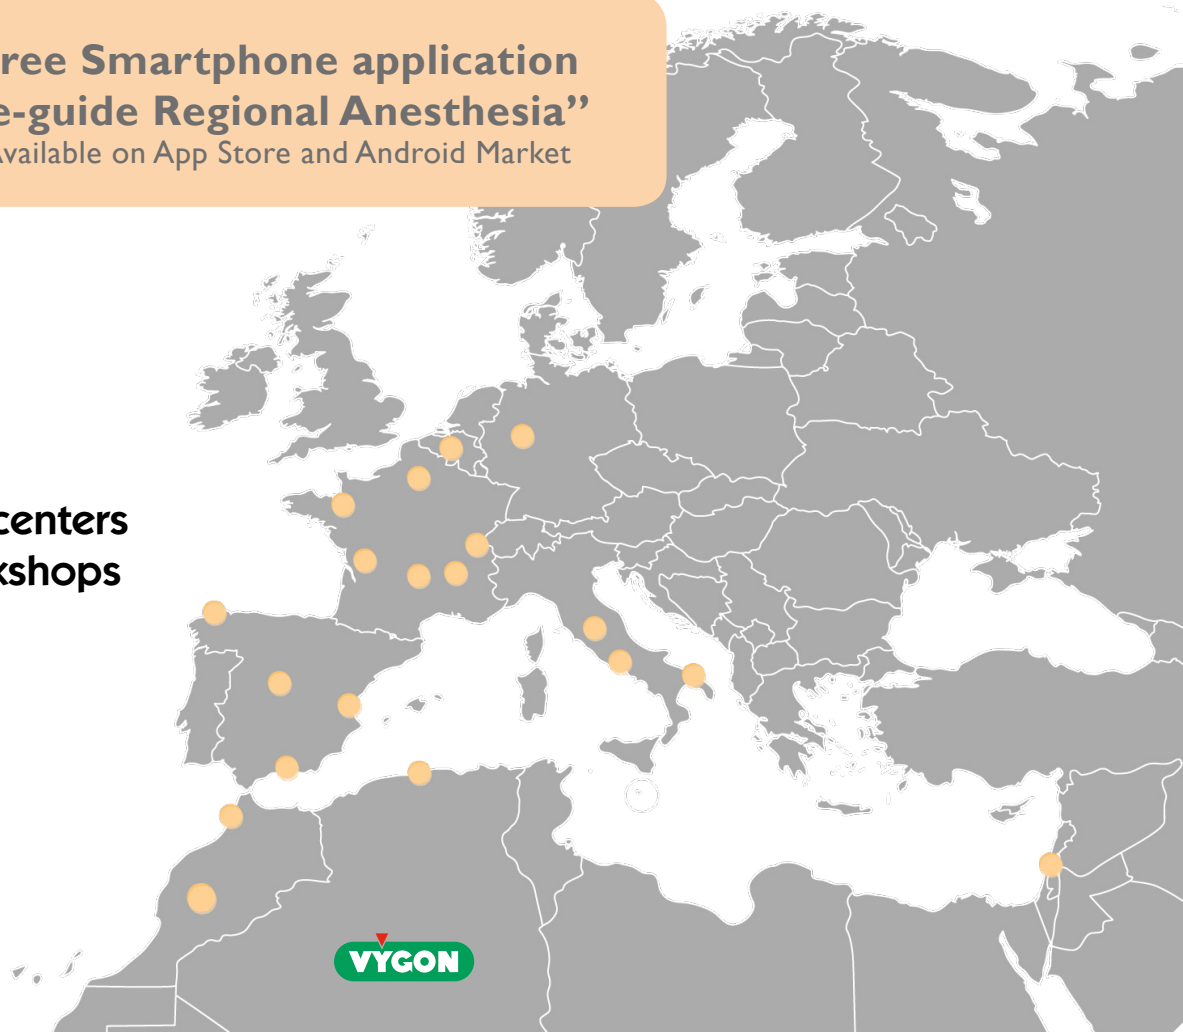 ree Smartphone application
e-guide Regional Anesthesia”
vailable on App Store and Android Market
centers
kshops
VYGON